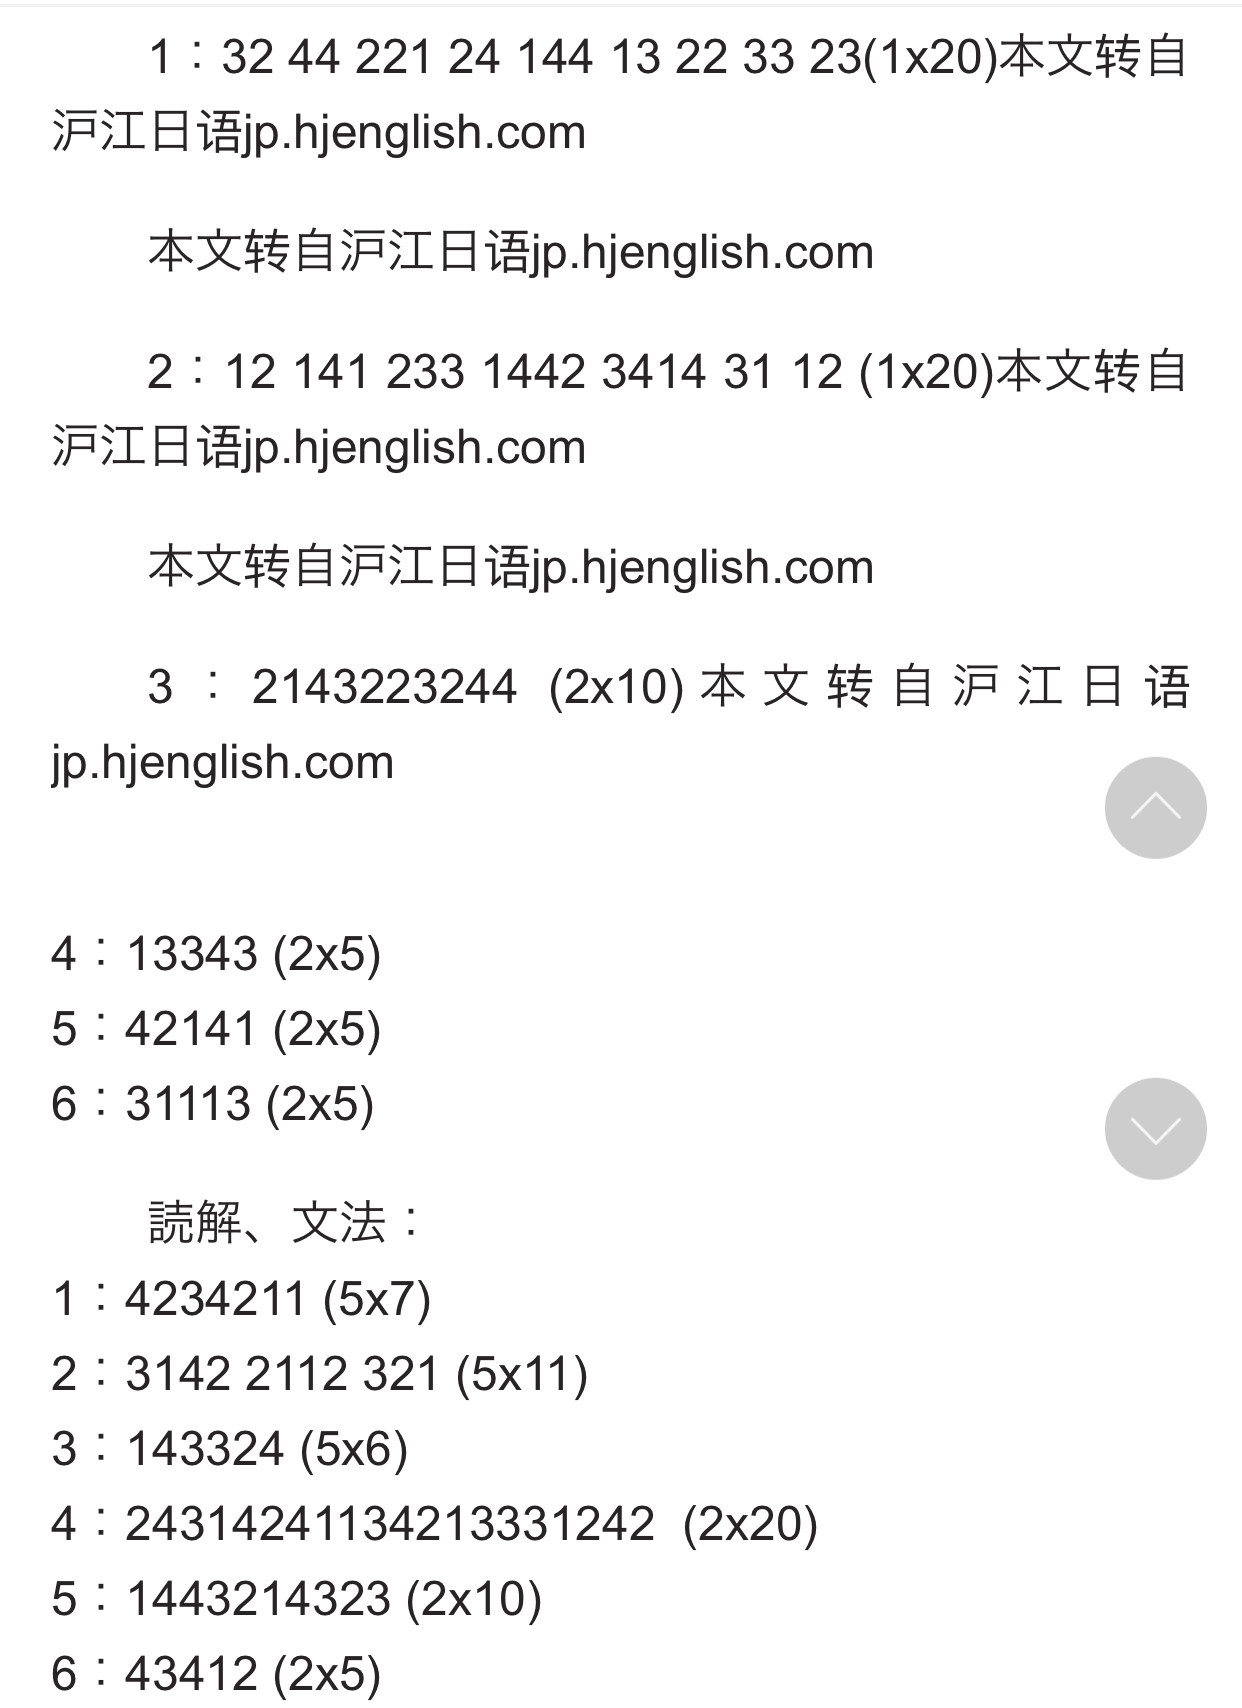 1：32 44 221 24 144 13 22 33 23(1x20)本文转自
沪江日语jp.hjenglish.com
本文转自沪江日语jp.hjenglish.com
2：12 141 233 1442 3414 31 12 (1x20)本文转自
沪江日语jp.hjenglish.com
本文转自沪江日语jp.hjenglish.com
3：2143223244 (2x10)本文转自沪江日语
jp.hjenglish.com
4：13343 (2x5)
5：42141 (2x5)
6：31113 (2x5)
読解、文法：
1：4234211 (5x7)
2：3142 2112 321 (5x11)
3：143324 (5x6)
4：24314241134213331242 (2x20)
5：1443214323 (2x10)
6：43412 (2x5)